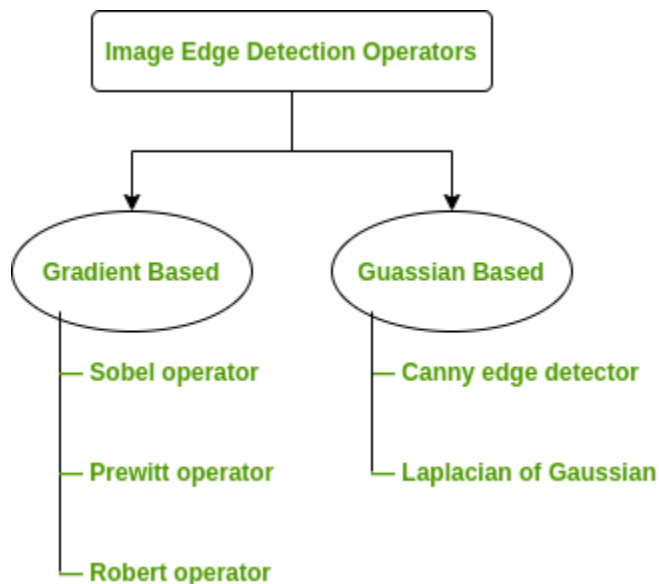 Image Edge Detection Operators
Gradient Based
Sobel operator
Prewitt operator
Robert operator
Guassian Based
Canny edge detector
Laplacian of Gaussian